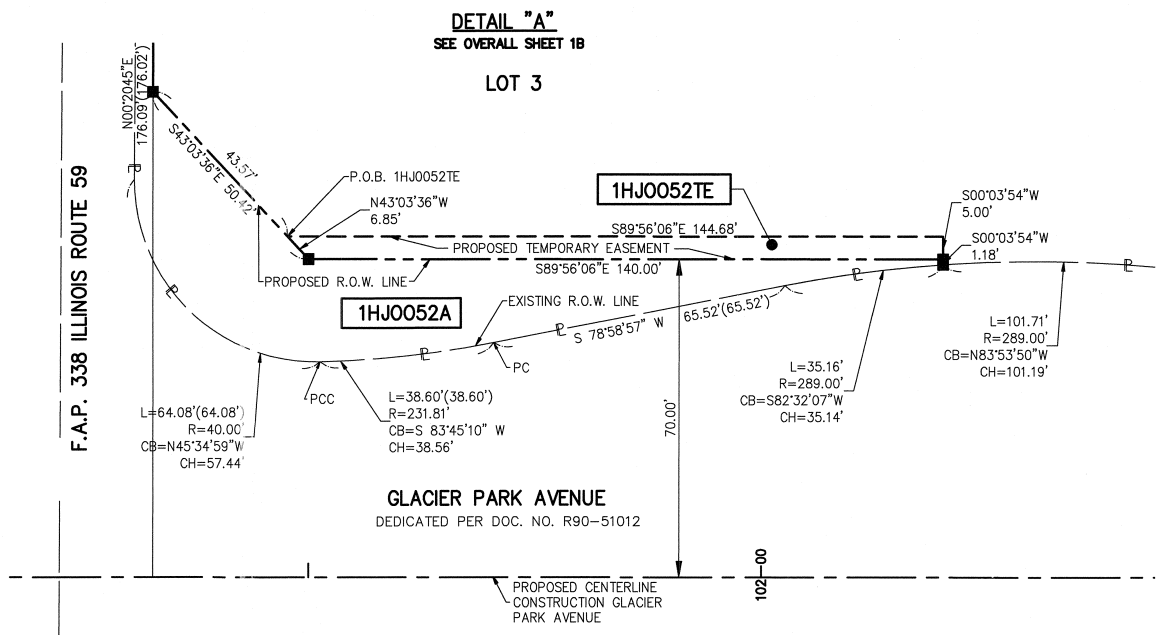 DETAIL "A"
SEE OVERALL SHEET 1B
LOT 3
N00°20'45"E
176.09'(176.02')
S43°03'36"E 50.42'
43.57'
P.O.B. 1HJ0052TE
N43°03'36"W
6.85'
1HJ0052TE
S00°03'54"W
5.00'
S89°56'06"E 144.68'
PROPOSED TEMPORARY EASEMENT
S00°03'54"W
1.18'
S89°56'06"E 140.00'
PROPOSED R.O.W. LINE
1HJ0052A
EXISTING R.O.W. LINE
S 78°58'57" W 65.52'(65.52')
F.A.P. 338 ILLINOIS ROUTE 59
PC
PCC
L=64.08'(64.08')
R=40.00'
CB=N45°34'59"W
CH=57.44'
L=38.60'(38.60')
R=231.81'
CB=S 83°45'10" W
CH=38.56'
70.00'
L=35.16'
R=289.00'
CB=S82°32'07"W
CH=35.14'
L=101.71'
R=289.00'
CB=N83°53'50"W
CH=101.19'
GLACIER PARK AVENUE
DEDICATED PER DOC. NO. R90-51012
102-00
PROPOSED CENTERLINE
CONSTRUCTION GLACIER
PARK AVENUE
PL
PL
PL
PL
PL
PL